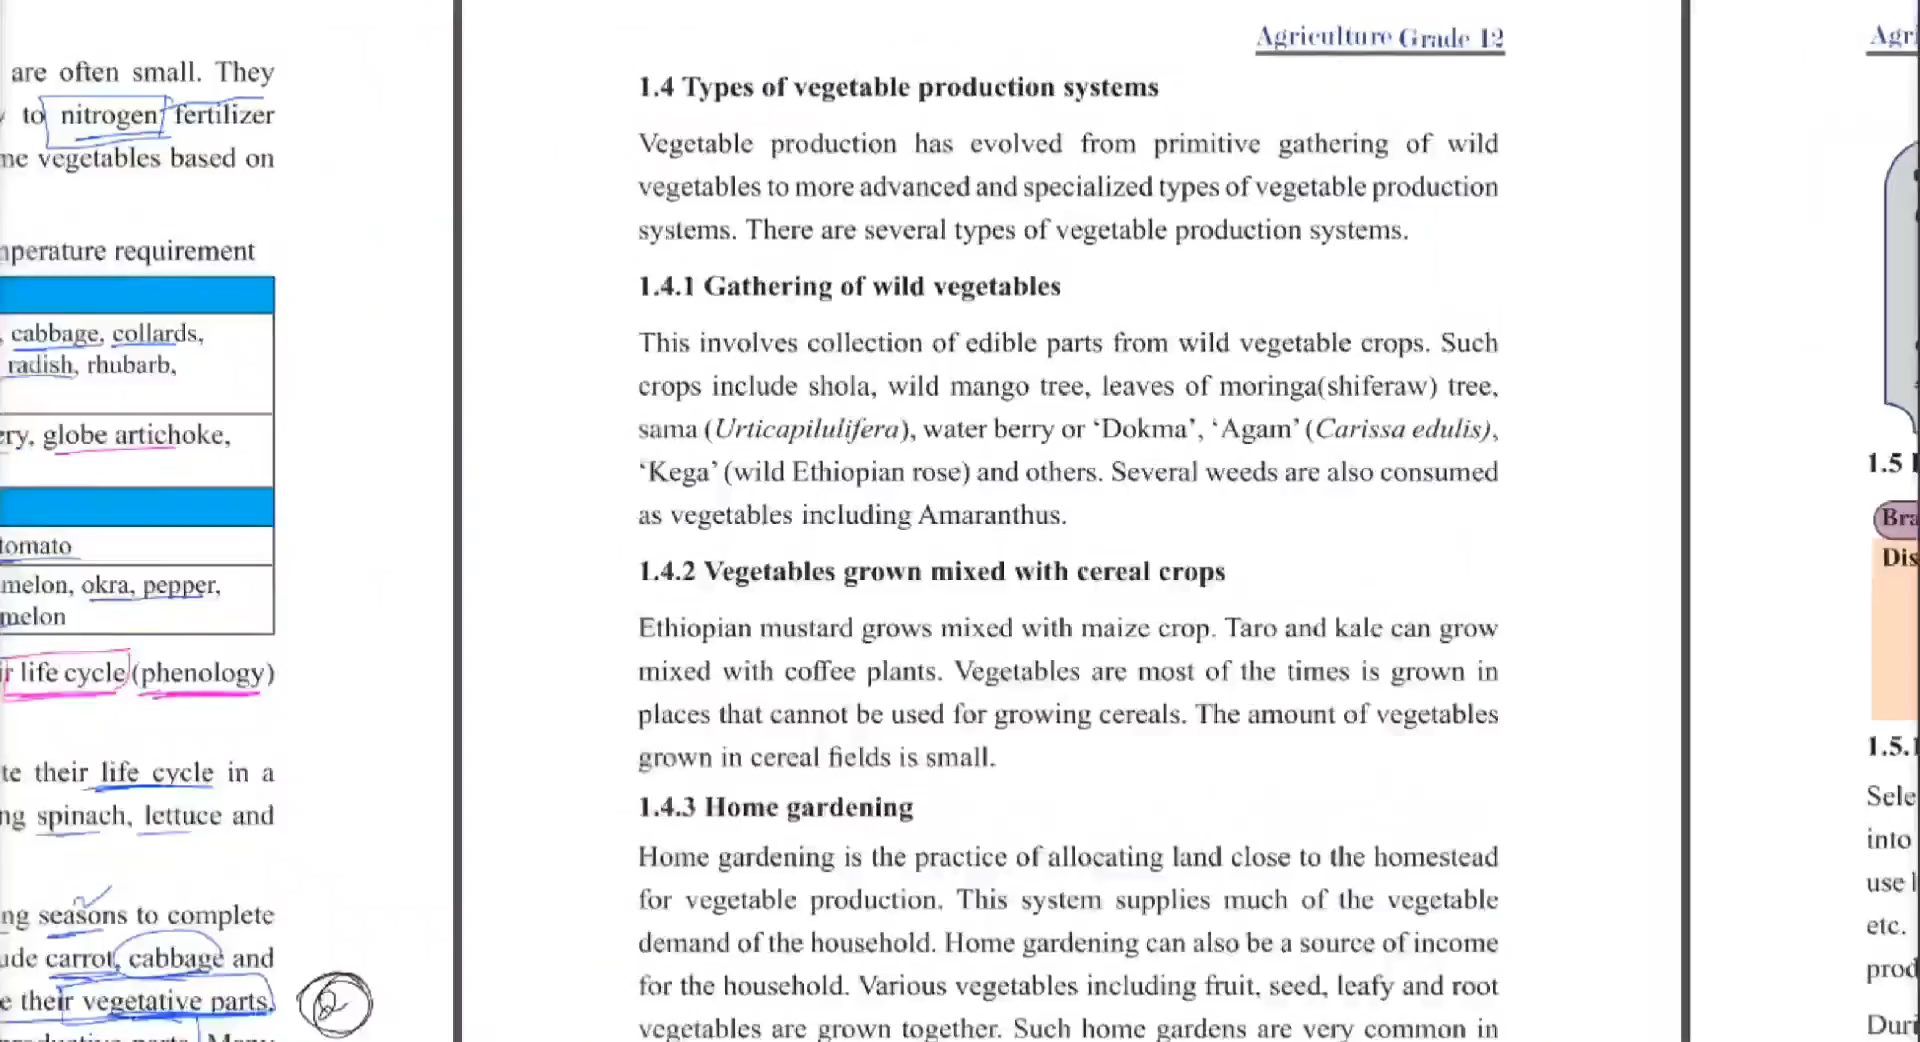 are often small. They
to nitrogen fertilizer
vegetables based on
requirement
cabbage, collards,
radish, rhubarb,
globe artichoke,
tomato
melon, okra, pepper,
melon
life cycle (phenology)
their life cycle in a
spinach, lettuce and
seasons to complete
carrot, cabbage and
their vegetative parts,
Agriculture Grade 12
1.4 Types of vegetable production systems
Vegetable production has evolved from primitive gathering of wild
vegetables to more advanced and specialized types of vegetable production
systems. There are several types of vegetable production systems.
1.4.1 Gathering of wild vegetables
This involves collection of edible parts from wild vegetable crops. Such
crops include shola, wild mango tree, leaves of moringa(shiferaw) tree,
sama (Urticapilulifera), water berry or ‘Dokma’, ‘Agam’ (Carissa edulis),
‘Kega’ (wild Ethiopian rose) and others. Several weeds are also consumed
as vegetables including Amaranthus.
1.4.2 Vegetables grown mixed with cereal crops
Ethiopian mustard grows mixed with maize crop. Taro and kale can grow
mixed with coffee plants. Vegetables are most of the times is grown in
places that cannot be used for growing cereals. The amount of vegetables
grown in cereal fields is small.
1.4.3 Home gardening
Home gardening is the practice of allocating land close to the homestead
for vegetable production. This system supplies much of the vegetable
demand of the household. Home gardening can also be a source of income
for the household. Various vegetables including fruit, seed, leafy and root
vegetables are grown together. Such home gardens are very common in
1.5
1.5.1
into
use
etc.